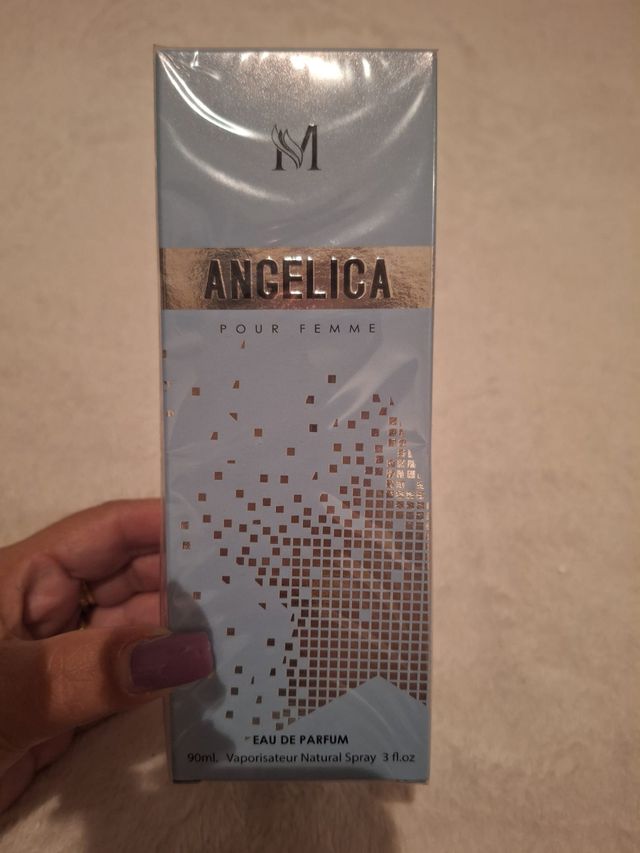 M
ANGELICA
POUR FEMME
EAU DE PARFUM
90ml. Vaporisateur Natural Spray 3 fl.oz